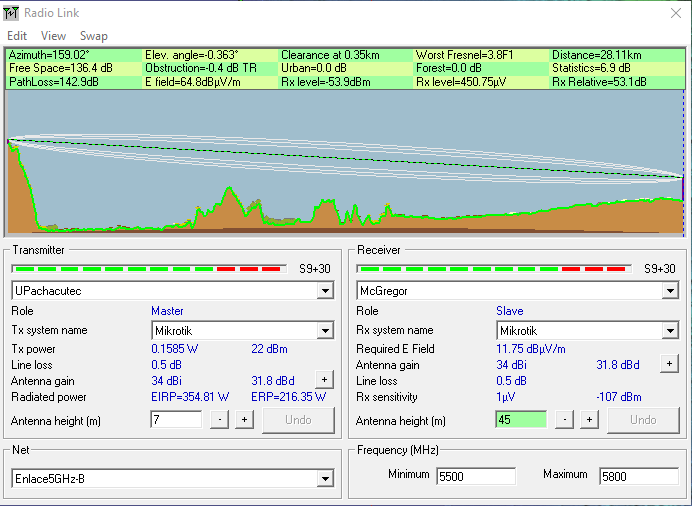 Radio Link
Edit View Swap
Azimuth=159.02° Elev. angle=-0.363° Clearance at 0.35km Worst Fresnel=3.8F1 Distance=28.11km
Free Space=136.4 dB Obstruction=-0.4 dB TR Urban=0.0 dB Forest=0.0 dB Statistics=6.9 dB
PathLoss=142.9dB E field=64.8dBµV/m Rx level=-53.9dBm Rx level=450.75µV Rx Relative=53.1dB
Transmitter
S9+30
UPachacutec
Role Master
Tx system name Mikrotik
Tx power 0.1585 W 22 dBm
Line loss 0.5 dB
Antenna gain 34 dBi 31.8 dBd +
Radiated power EIRP=354.81 W ERP=216.35 W
Antenna height (m) 7 - + Undo
Receiver
S9+30
McGregor
Role Slave
Rx system name Mikrotik
Required E Field 11.75 dBµV/m
Antenna gain 34 dBi 31.8 dBd +
Line loss 0.5 dB
Rx sensitivity 1µV -107 dBm
Antenna height (m) 45 - + Undo
Net
Enlace5GHz-B
Frequency (MHz)
Minimum 5500 Maximum 5800